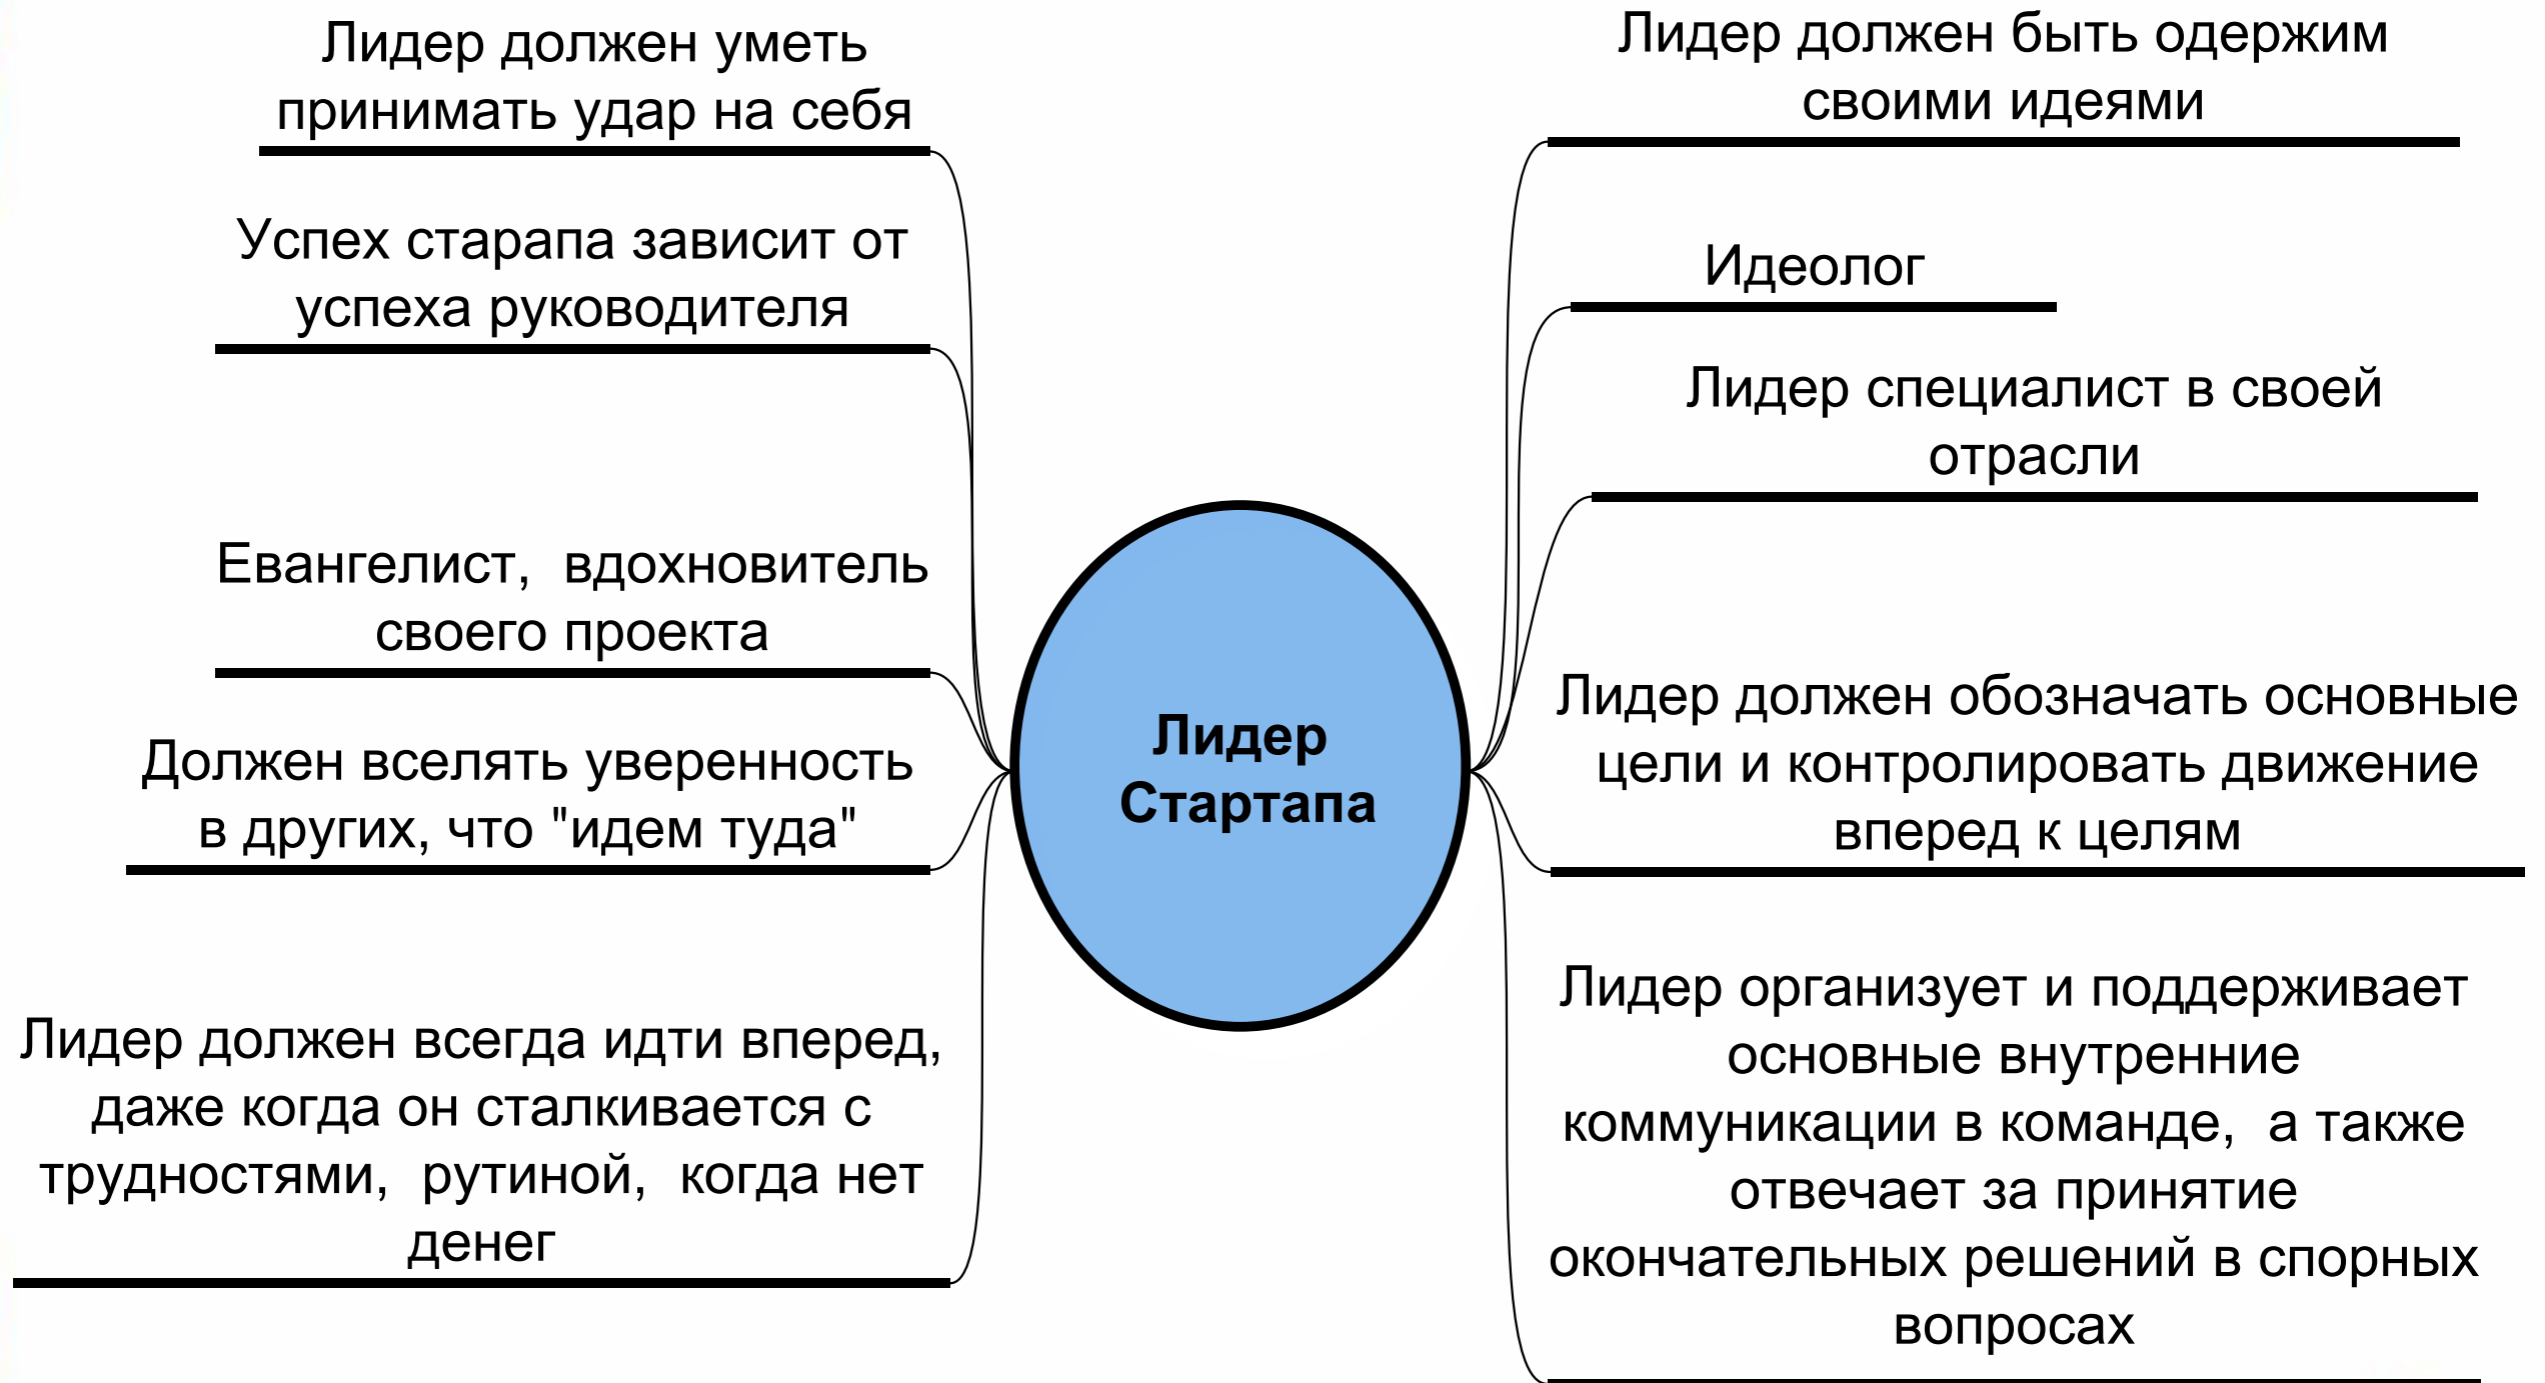 Лидер должен уметь
принимать удар на себя
Успех старапа зависит от
успеха руководителя
Евангелист,  вдохновитель
своего проекта
Должен вселять уверенность
в других, что "идем туда"
Лидер должен всегда идти вперед,
даже когда он сталкивается с
трудностями,  рутиной,  когда нет
денег
Лидер
Стартапа
Лидер должен быть одержим
своими идеями
Идеолог
Лидер специалист в своей
отрасли
Лидер должен обозначать основные
цели и контролировать движение
вперед к целям
Лидер организует и поддерживает
основные внутренние
коммуникации в команде,  а также
отвечает за принятие
окончательных решений в спорных
вопросах